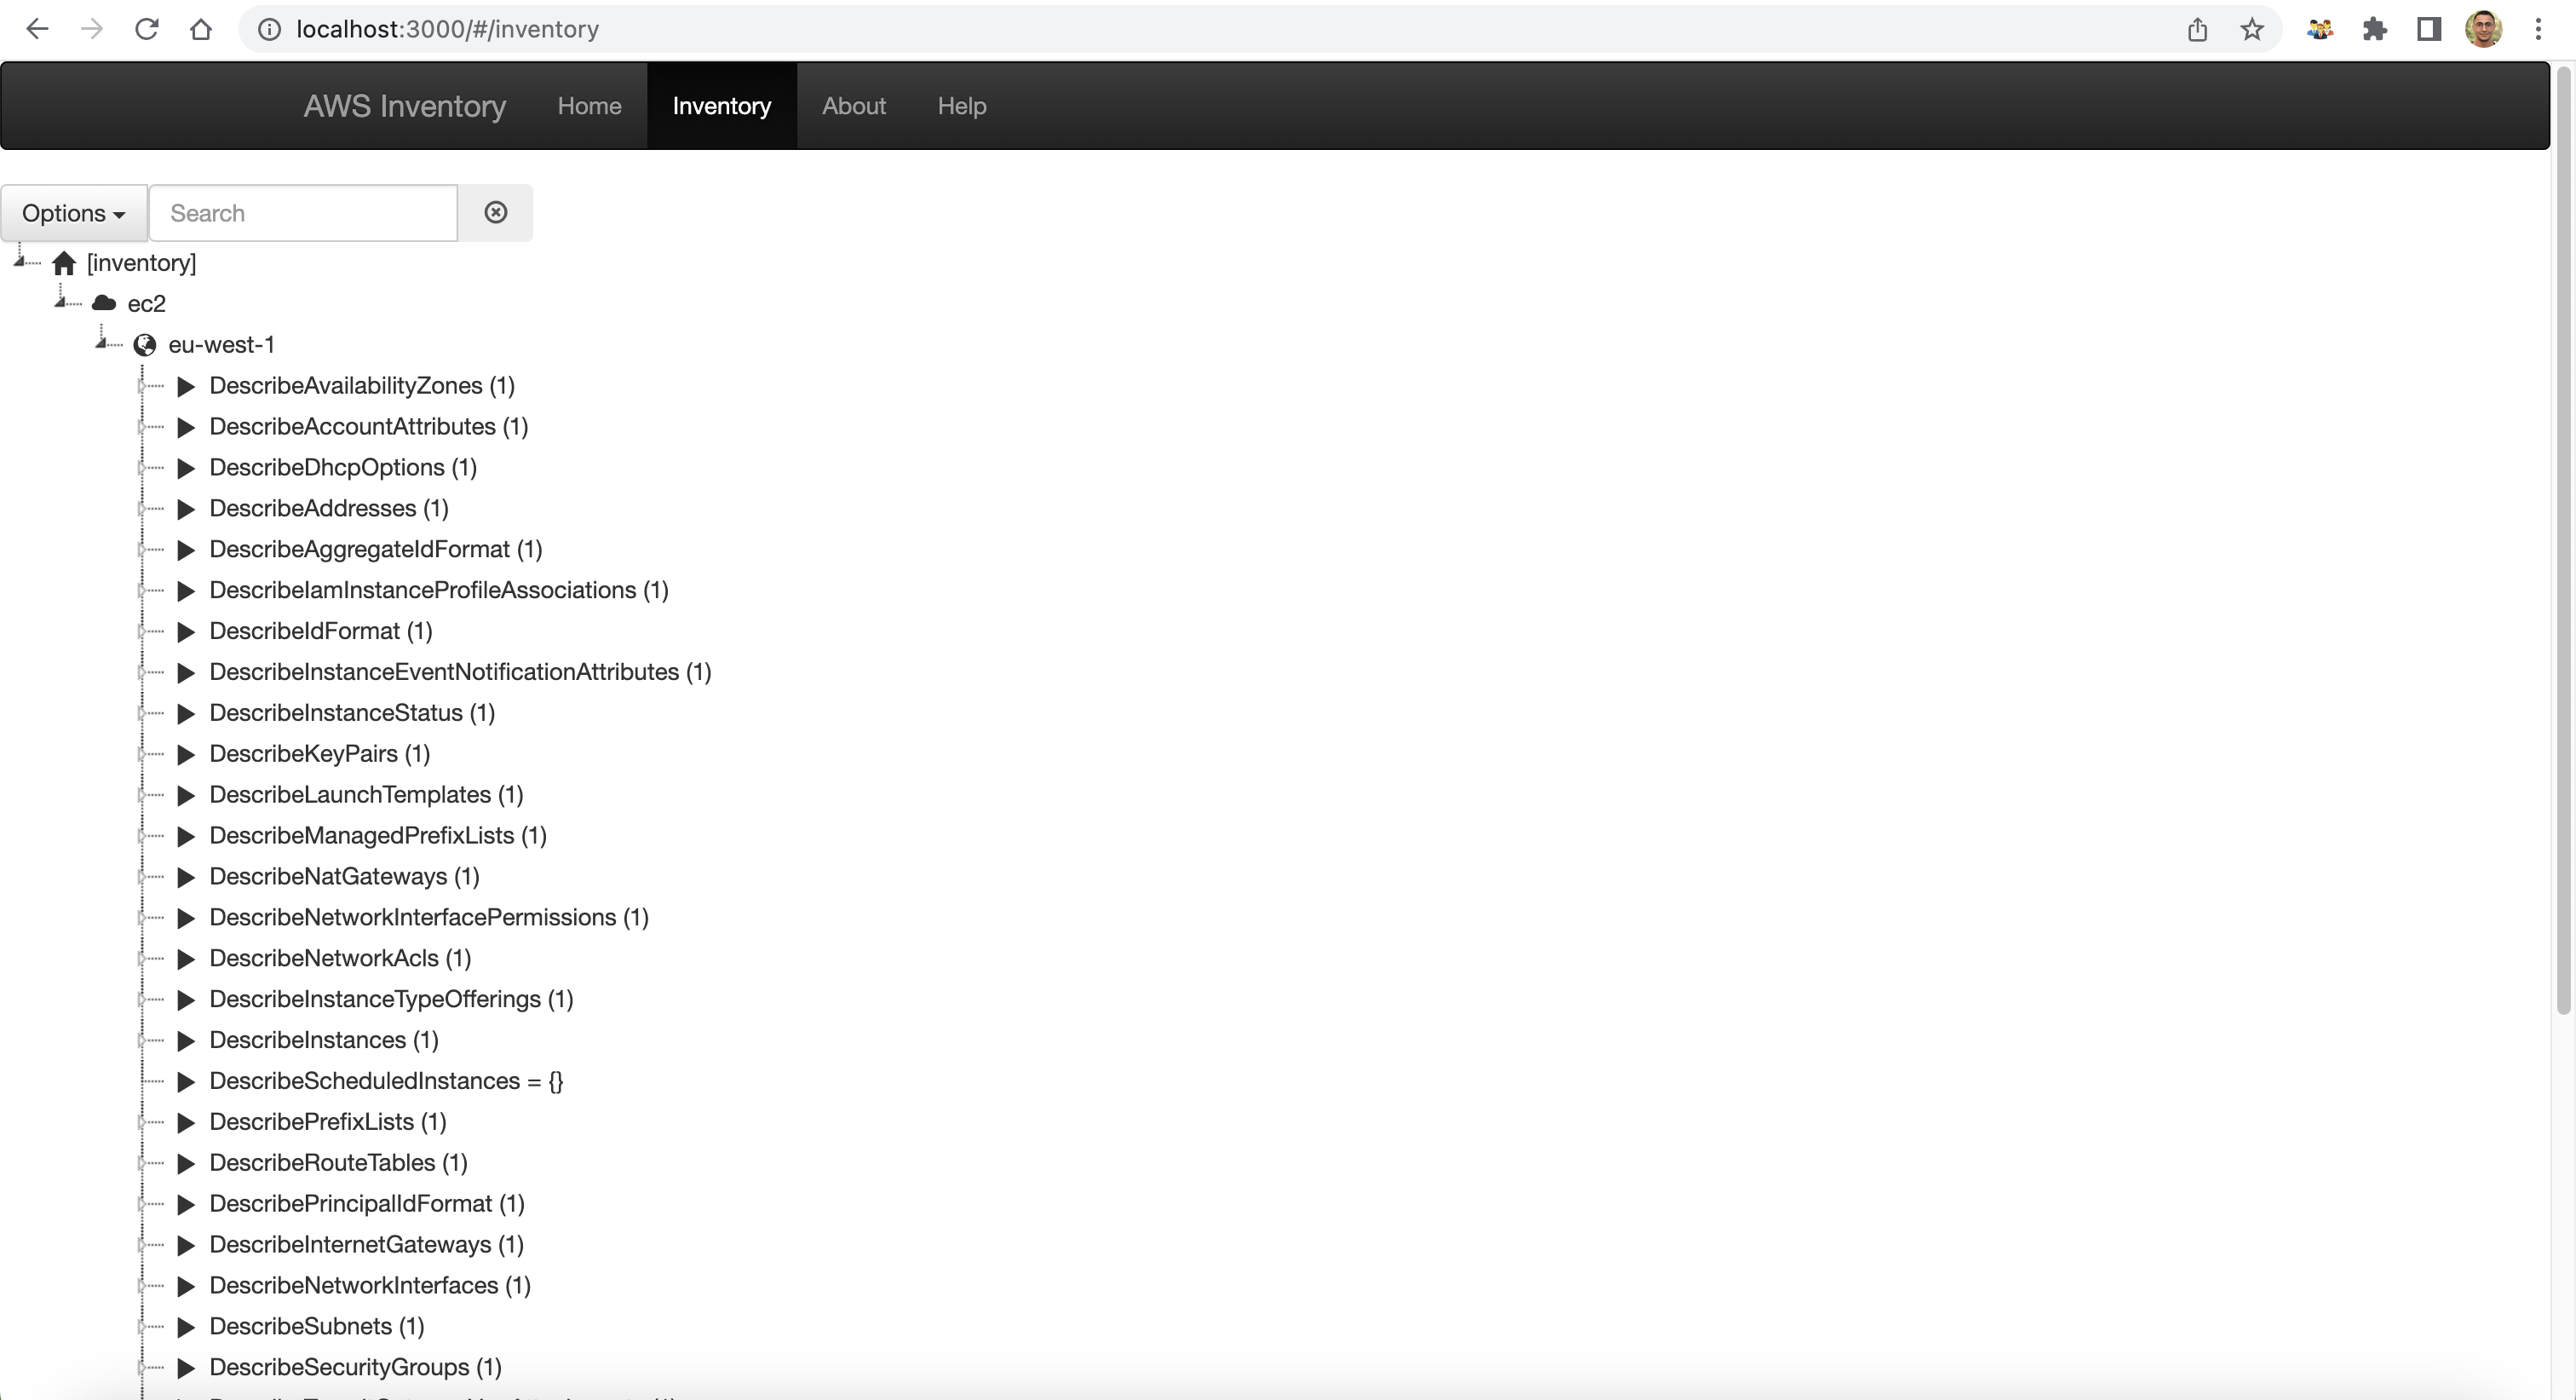 localhost:3000/#/inventory
AWS Inventory Home Inventory About Help
Options Search
[inventory]
ec2
eu-west-1
DescribeAvailabilityZones (1)
DescribeAccountAttributes (1)
DescribeDhcpOptions (1)
DescribeAddresses (1)
DescribeAggregateIdFormat (1)
DescribeIamInstanceProfileAssociations (1)
DescribeIdFormat (1)
DescribeInstanceEventNotificationAttributes (1)
DescribeInstanceStatus (1)
DescribeKeyPairs (1)
DescribeLaunchTemplates (1)
DescribeManagedPrefixLists (1)
DescribeNatGateways (1)
DescribeNetworkInterfacePermissions (1)
DescribeNetworkAcls (1)
DescribeInstanceTypeOfferings (1)
DescribeInstances (1)
DescribeScheduledInstances = {}
DescribePrefixLists (1)
DescribeRouteTables (1)
DescribePrincipalIdFormat (1)
DescribeInternetGateways (1)
DescribeNetworkInterfaces (1)
DescribeSubnets (1)
DescribeSecurityGroups (1)